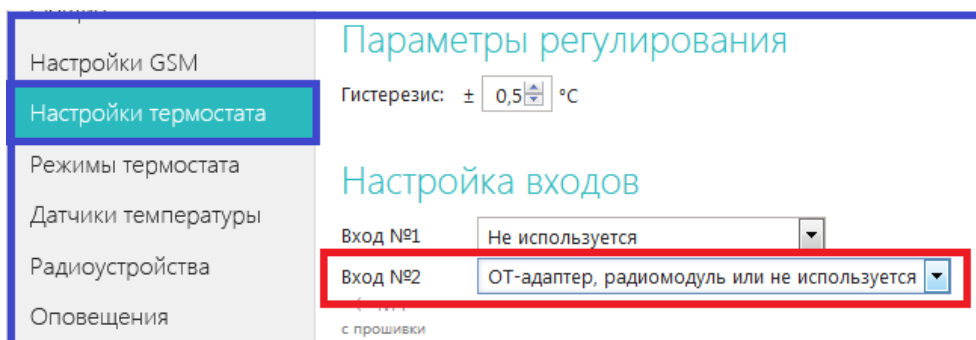 Настройки GSM
Настройки термостата
Режимы термостата
Датчики температуры
Радиоустройства
Оповещения
Параметры регулирования
Гистерезис: ± 0,5 °C
Настройка входов
Вход №1 Не используется
Вход №2 ОТ-адаптер, радиомодуль или не используется
с прошивки